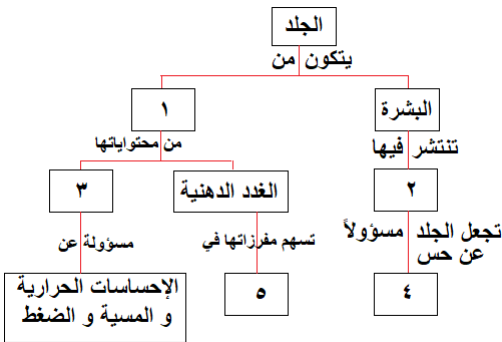 الجلد
يتكون من
البشرة
١
تنتشر فيها
من محتواياتها
٢
الغدد الدهنية
٣
تجعل الجلد مسؤولاً
عن حس
تسهم مفرزاتها في
مسؤولة عن
٤
٥
الإحساسات الحرارية
و المسية و الضغط